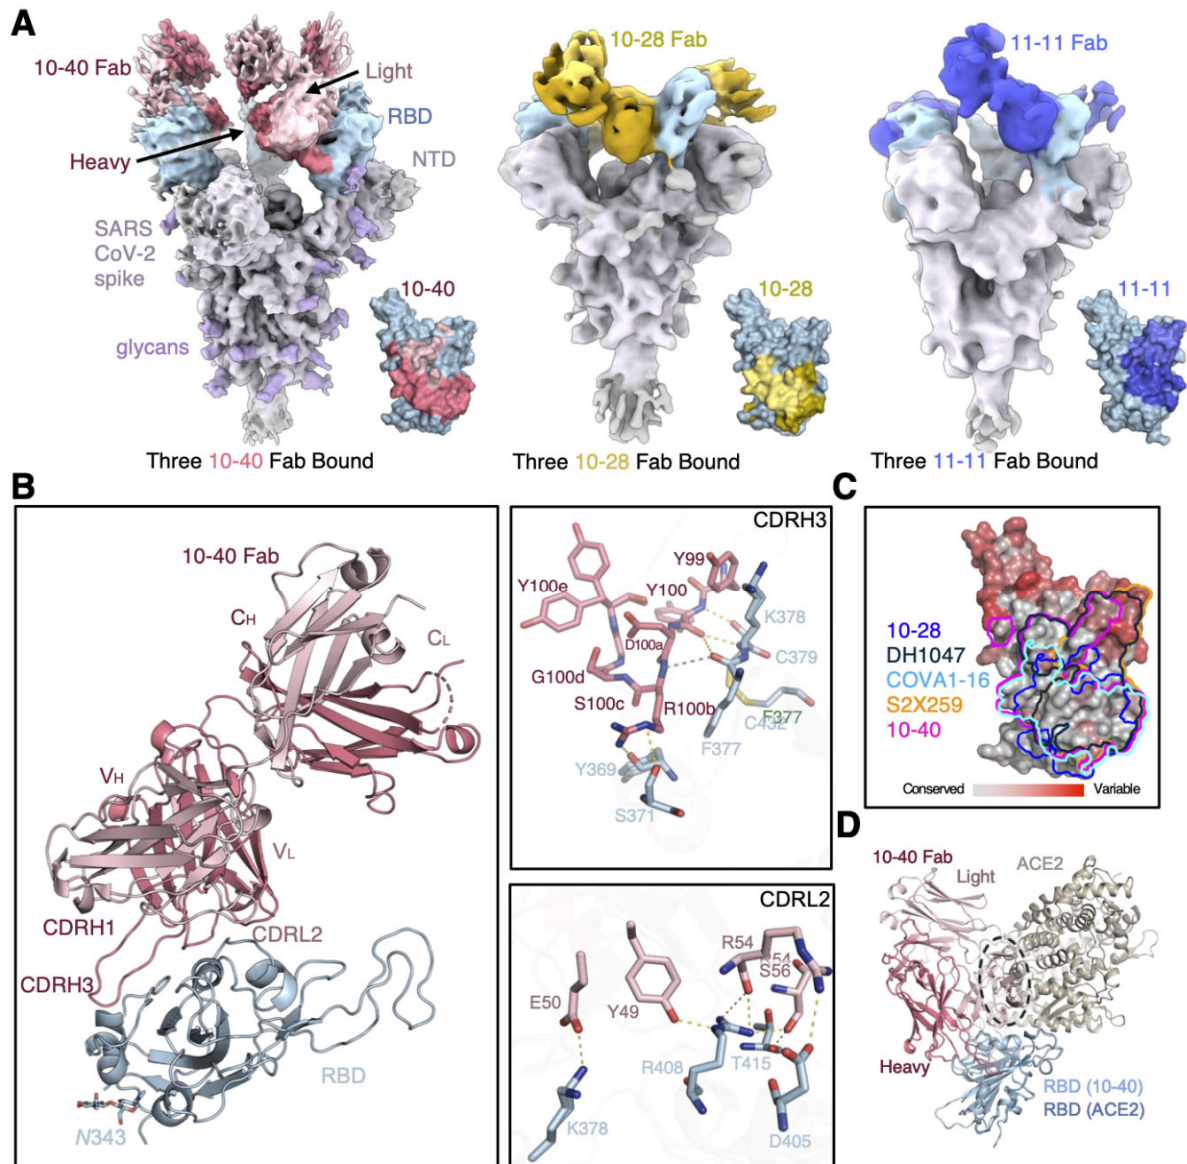 A
10-40 Fab
Light
RBD
Heavy
NTD
SARS
CoV-2
spike
glycans
10-40
Three 10-40 Fab Bound
10-28 Fab
10-28
Three 10-28 Fab Bound
11-11 Fab
11-11
Three 11-11 Fab Bound
B
10-40 Fab
CH
CL
VH
VL
CDRH1
CDRL2
CDRH3
RBD
N343
CDRH3
Y99
Y100e
Y100
K378
D100a
C379
G100d
S100c
R100b
F377
C432
F377
Y369
S371
CDRL2
R54
R54
S56
E50
Y49
R408
T415
K378
D405
C
10-28
DH1047
COVA1-16
S2X259
10-40
Conserved
Variable
D
10-40 Fab
Light
ACE2
Heavy
RBD (10-40)
RBD (ACE2)